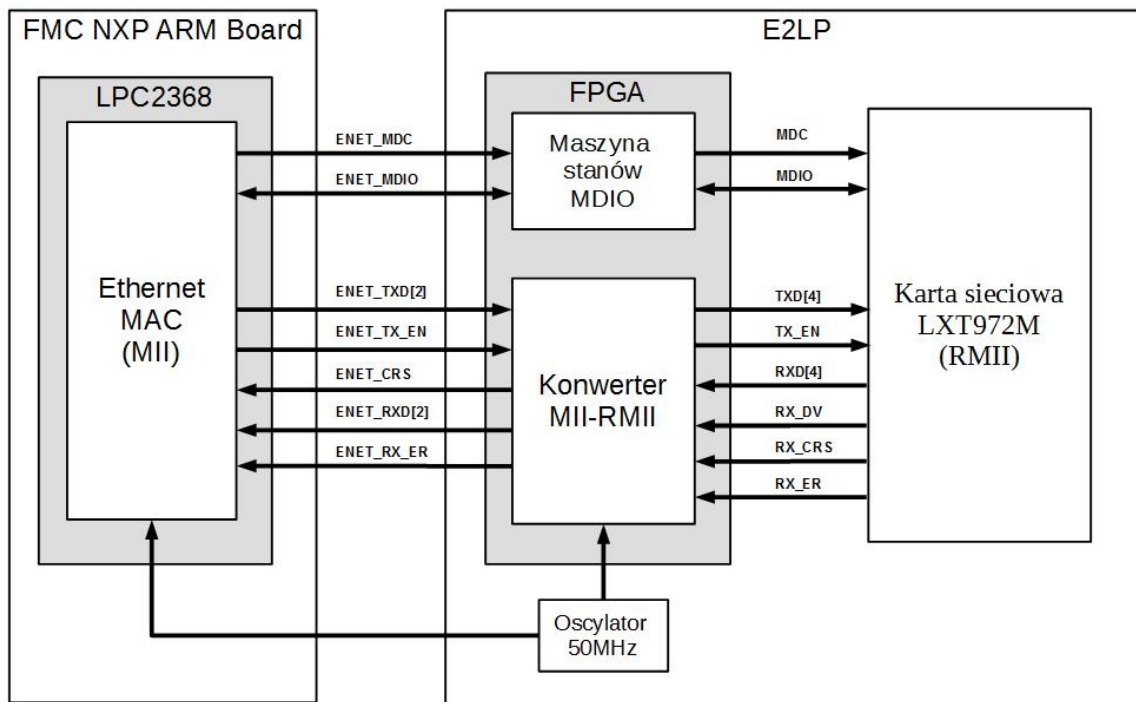 FMC NXP ARM Board
LPC2368
Ethernet
MAC
(MII)
ENET_MDC
ENET_MDIO
ENET_TXD[2]
ENET_TX_EN
ENET_CRS
ENET_RXD[2]
ENET_RX_ER
E2LP
FPGA
Maszyna
stanów
MDIO
Konwerter
MII-RMII
MDC
MDIO
TXD[4]
TX_EN
RXD[4]
RX_DV
RX_CRS
RX_ER
Karta sieciowa
LXT972M
(RMII)
Oscylator
50MHz